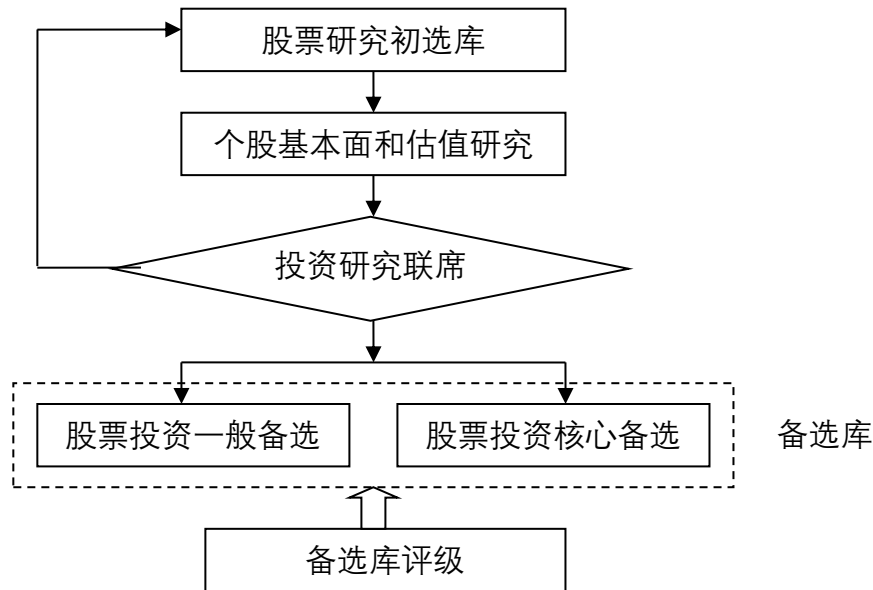 股票研究初选库
个股基本面和估值研究
投资研究联席
股票投资一般备选
股票投资核心备选
备选库
备选库评级